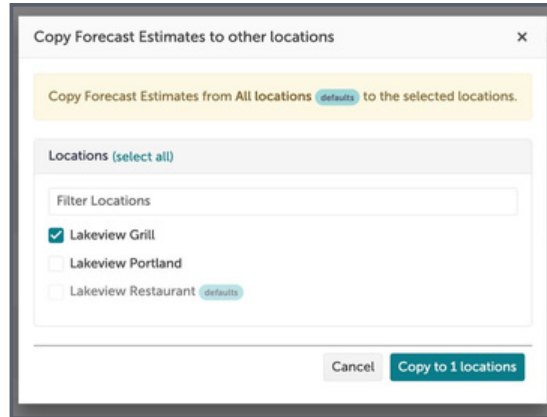 Copy Forecast Estimates to other locations ×
Copy Forecast Estimates from All locations defaults to the selected locations.
Locations (select all)
Filter Locations
Lakeview Grill
Lakeview Portland
Lakeview Restaurant defaults
Cancel Copy to 1 locations